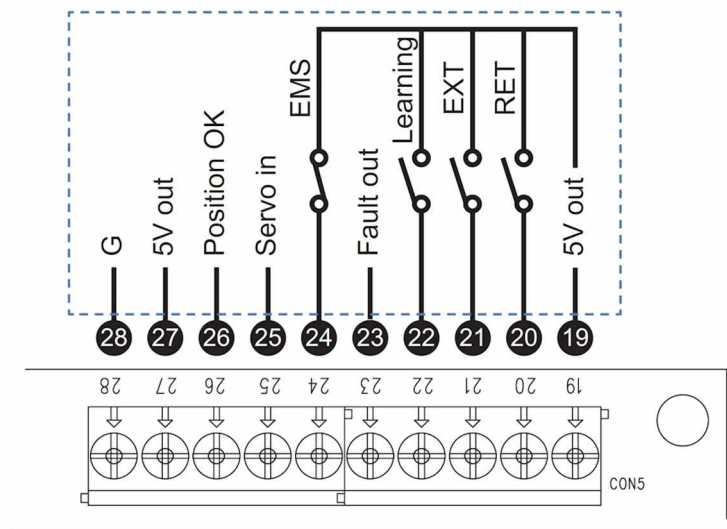 G
5V out
Position OK
Servo in
EMS
Fault out
Learning
EXT
RET
5V out
28 27 26 25 24 23 22 21 20 19
28 27 26 25 24 23 22 21 20 19
CON5